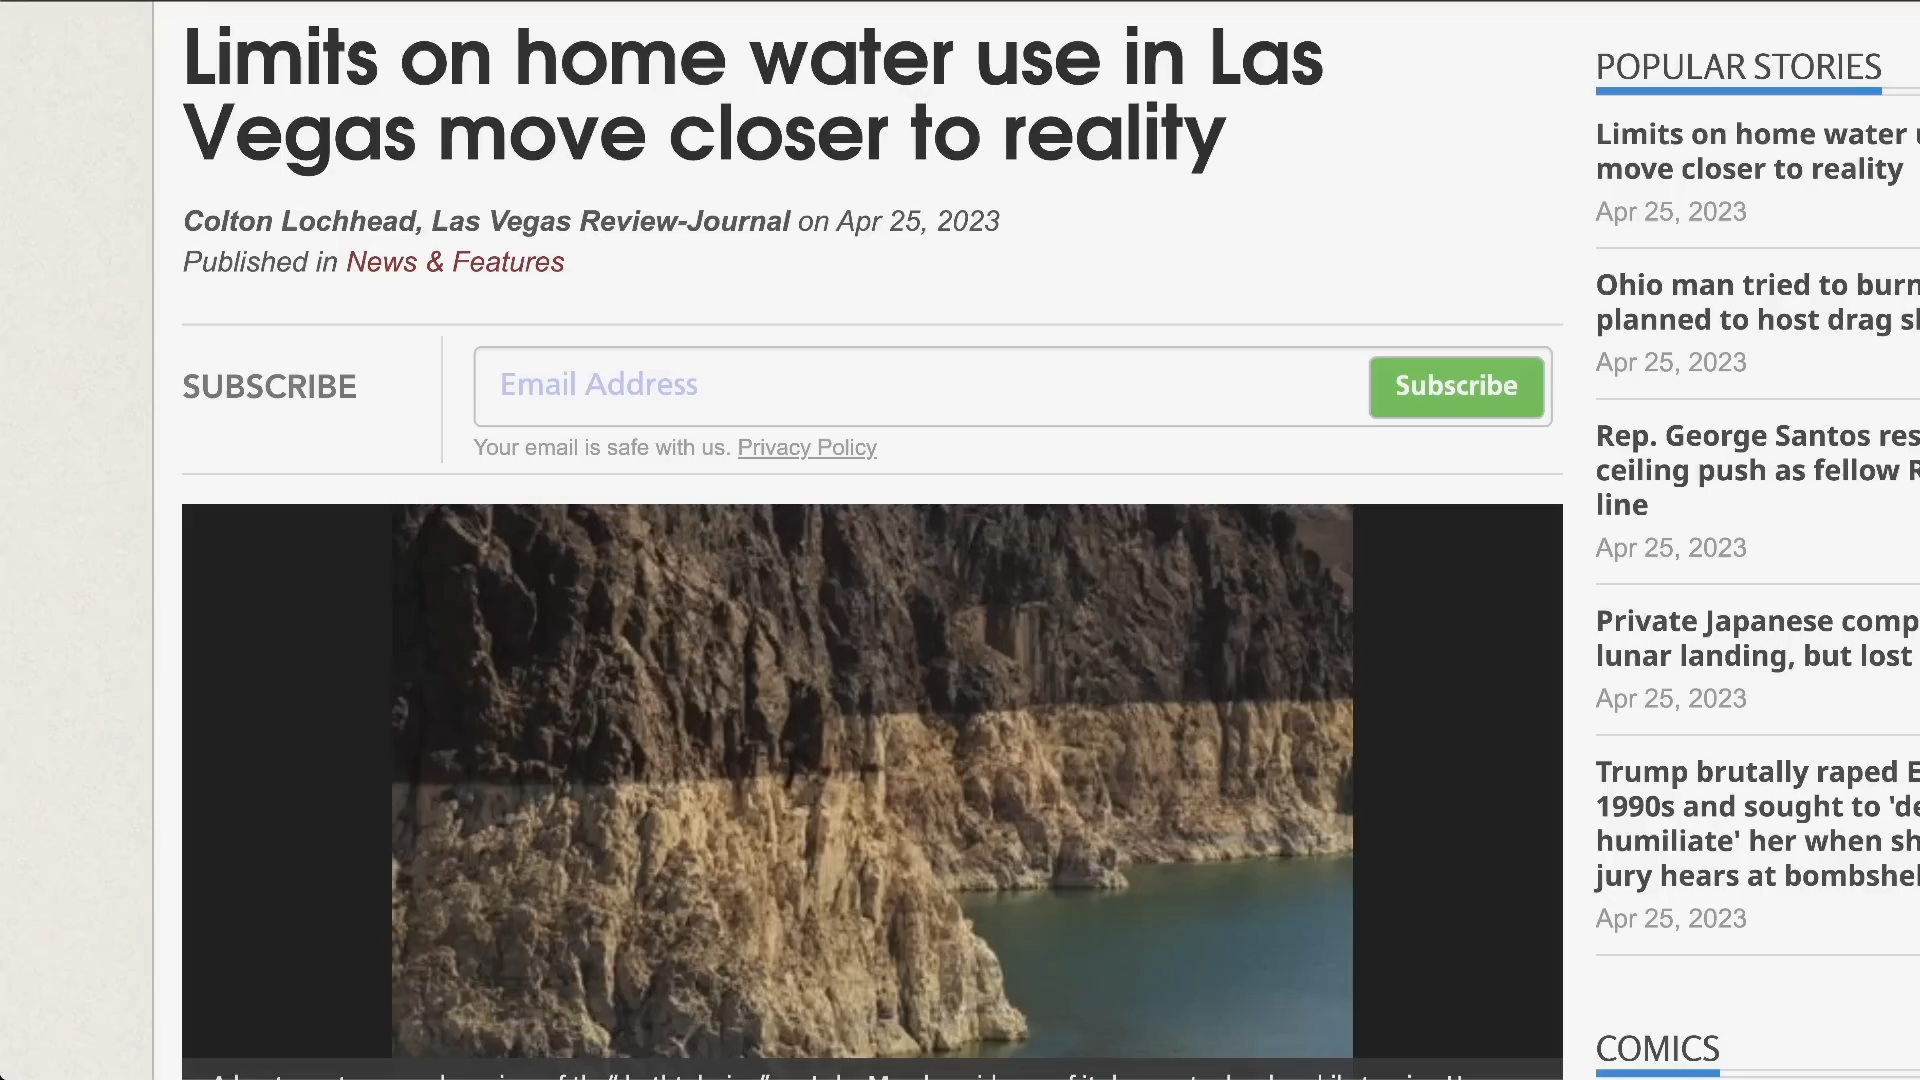 Limits on home water use in Las
Vegas move closer to reality
Colton Lochhead, Las Vegas Review-Journal on Apr 25, 2023
Published in News & Features
SUBSCRIBE
Email Address
Subscribe
Your email is safe with us. Privacy Policy
POPULAR STORIES
Limits on home water
move closer to reality
Apr 25, 2023
Ohio man tried to burn
planned to host drag
Apr 25, 2023
Rep. George Santos
ceiling push as fellow
line
Apr 25, 2023
Private Japanese
lunar landing, but lost
Apr 25, 2023
Trump brutally raped
1990s and sought to
humiliate' her when
jury hears at
Apr 25, 2023
COMICS